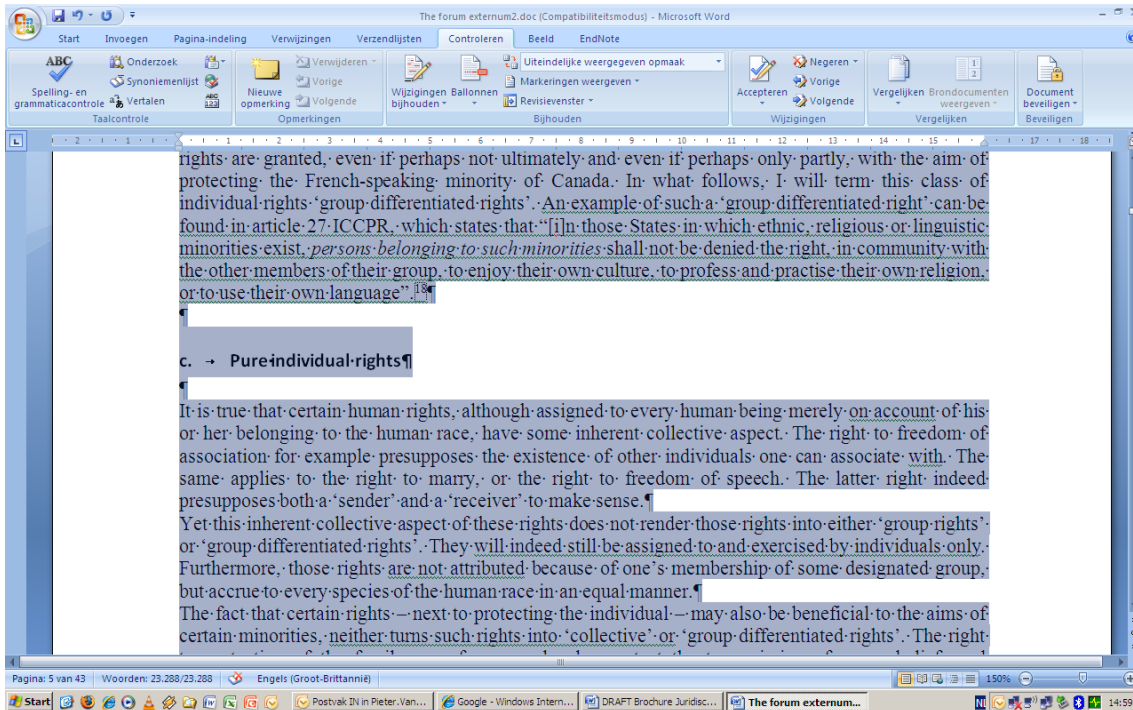 The forum externum2.doc (Compatibiliteitsmodus) - Microsoft Word
Start Invoegen Pagina-indeling Verwijzingen Verzendlijsten Controleren Beeld EndNote
ABC Onderzoek Verwijderen Uiteindelijke weergegeven opmaak Negeren
Synoniemenlijst Vorige Markeringen weergeven Vorige
Spelling- en grammaticacontrole Vertalen Nieuwe opmerking Volgende Wijzigingen bijhouden Ballonnen Revisievenster Accepteren Volgende Vergelijken Brondocumenten weergeven Document beveiligen
Taalcontrole Opmerkingen Bijhouden Wijzigingen Vergelijken Beveiligen
rights are granted, even if perhaps not ultimately and even if perhaps only partly, with the aim of
protecting the French-speaking minority of Canada. In what follows, I will term this class of
individual rights ‘group differentiated rights’. An example of such a ‘group differentiated right’ can be
found in article 27 ICCPR, which states that “[i]n those States in which ethnic, religious or linguistic
minorities exist, persons belonging to such minorities shall not be denied the right, in community with
the other members of their group, to enjoy their own culture, to profess and practise their own religion,
or to use their own language”.18¶
¶
c. → Pure individual rights¶
¶
It is true that certain human rights, although assigned to every human being merely on account of his
or her belonging to the human race, have some inherent collective aspect. The right to freedom of
association for example presupposes the existence of other individuals one can associate with. The
same applies to the right to marry, or the right to freedom of speech. The latter right indeed
presupposes both a ‘sender’ and a ‘receiver’ to make sense.¶
Yet this inherent collective aspect of these rights does not render those rights into either ‘group rights’
or ‘group differentiated rights’. They will indeed still be assigned to and exercised by individuals only.
Furthermore, those rights are not attributed because of one’s membership of some designated group,
but accrue to every species of the human race in an equal manner.¶
The fact that certain rights – next to protecting the individual – may also be beneficial to the aims of
certain minorities, neither turns such rights into ‘collective’ or ‘group differentiated rights’. The right
Pagina: 5 van 43 Woorden: 23.288/23.288 Engels (Groot-Brittannië) 150%
Start Postvak IN in Pieter.Van... Google - Windows Intern... DRAFT Brochure Juridisc... The forum externum... NL 14:59